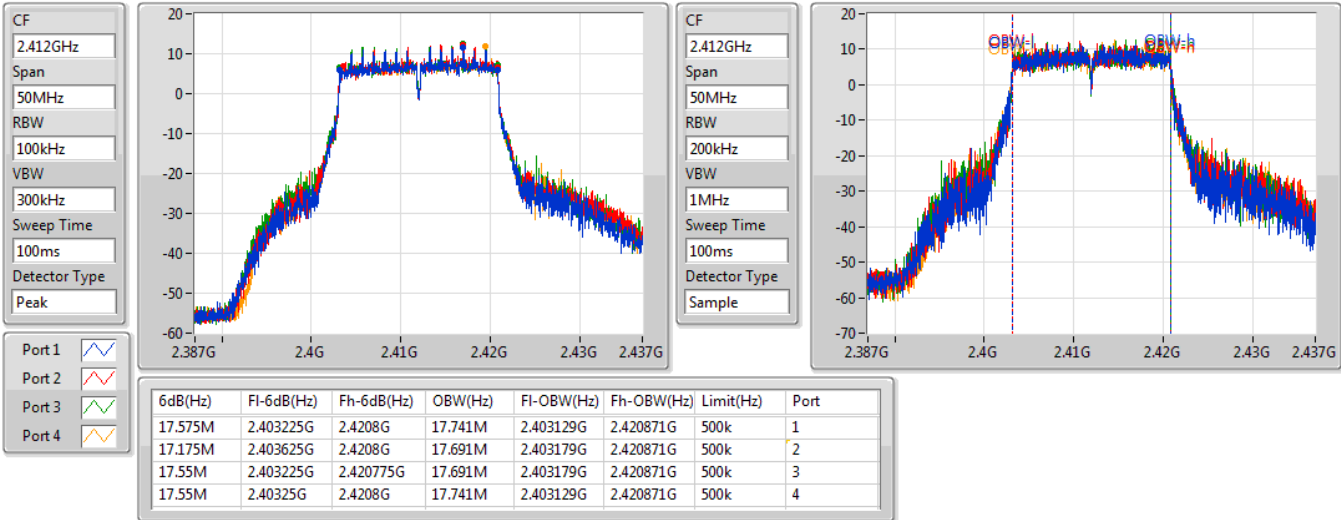 CF
2.412GHz
Span
50MHz
RBW
100kHz
VBW
300kHz
Sweep Time
100ms
Detector Type
Peak
20
10
0
-10
-20
-30
-40
-50
-60
2.387G 2.4G 2.41G 2.42G 2.43G 2.437G
CF
2.412GHz
Span
50MHz
RBW
200kHz
VBW
1MHz
Sweep Time
100ms
Detector Type
Sample
20
10
0
-10
-20
-30
-40
-50
-60
-70
OBW-l OBW-h
2.387G 2.4G 2.41G 2.42G 2.43G 2.437G
Port 1
Port 2
Port 3
Port 4
6dB(Hz) Fl-6dB(Hz) Fh-6dB(Hz) OBW(Hz) Fl-OBW(Hz) Fh-OBW(Hz) Limit(Hz) Port
17.575M 2.403225G 2.4208G 17.741M 2.403129G 2.420871G 500k 1
17.175M 2.403625G 2.4208G 17.691M 2.403179G 2.420871G 500k 2
17.55M 2.403225G 2.420775G 17.691M 2.403179G 2.420871G 500k 3
17.55M 2.40325G 2.4208G 17.741M 2.403129G 2.420871G 500k 4